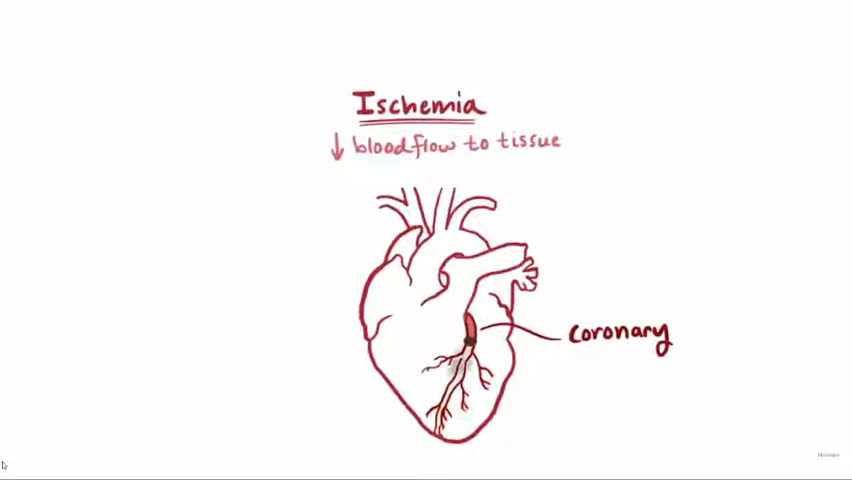 Ischemia
↓ bloodflow to tissue
coronary